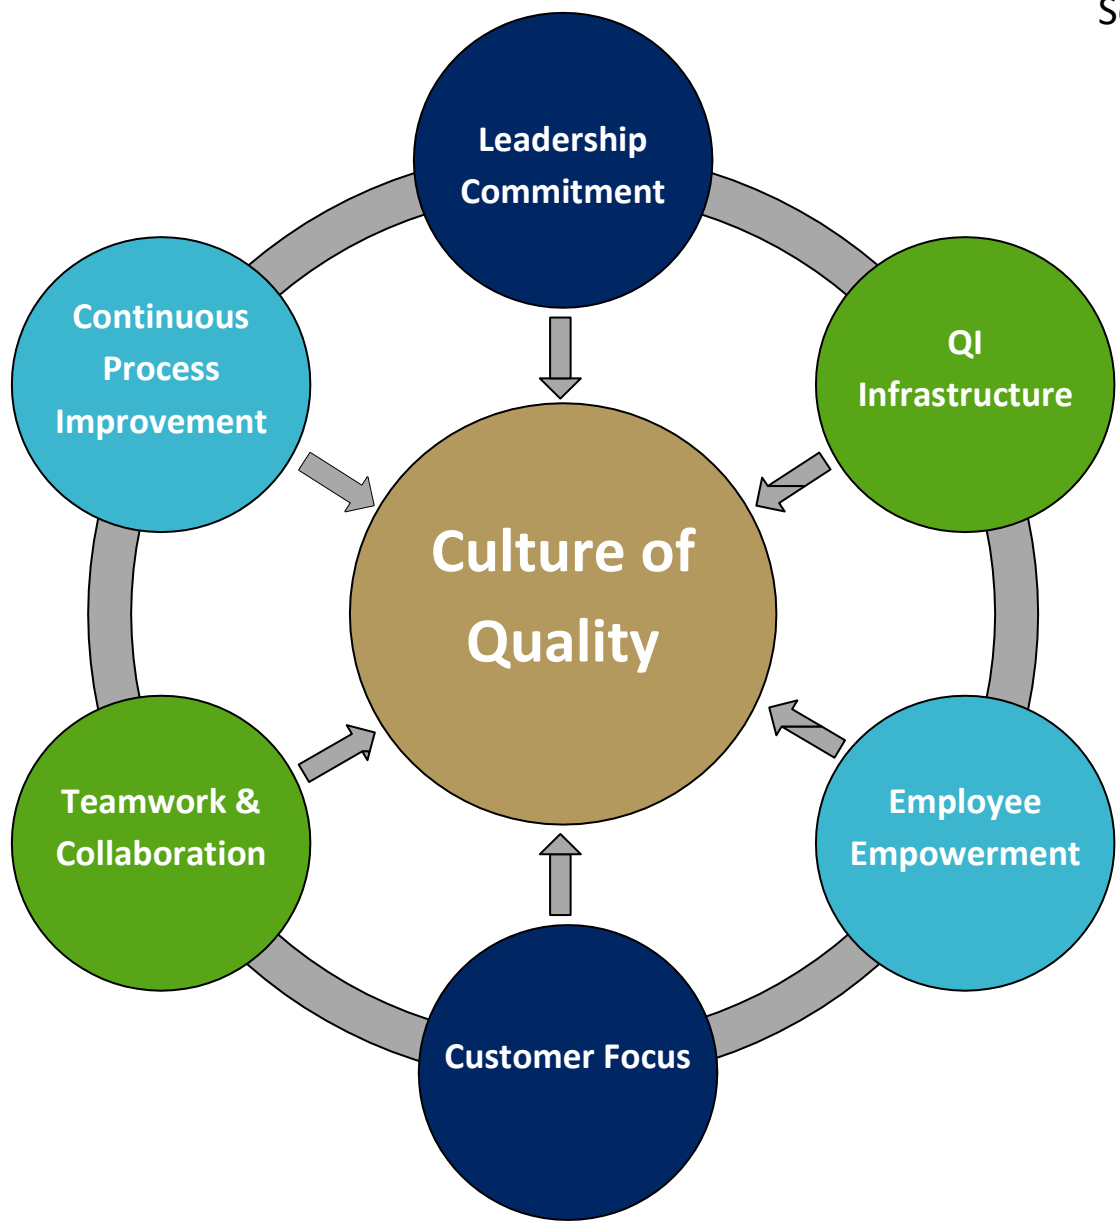 Leadership
Commitment
QI
Infrastructure
Employee
Empowerment
Customer Focus
Teamwork &
Collaboration
Continuous
Process
Improvement
Culture of
Quality